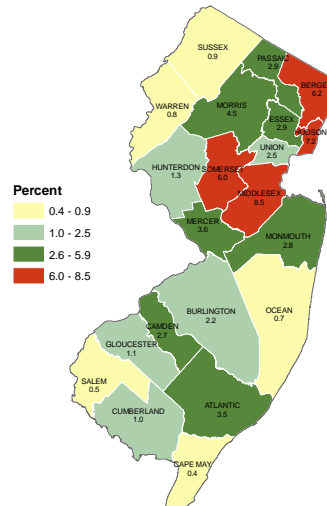 SUSSEX
0.9
PASSAIC
2.9
BERGE
6.2
WARREN
0.8
MORRIS
4.5
ESSEX
2.9
HUDSON
7.2
UNION
2.5
HUNTERDON
1.3
SOMERSET
6.0
MIDDLESEX
8.5
MERCER
3.6
MONMOUTH
2.8
Percent
0.4 - 0.9
1.0 - 2.5
2.6 - 5.9
6.0 - 8.5
BURLINGTON
2.2
OCEAN
0.7
CAMDEN
2.7
GLOUCESTER
1.1
SALEM
0.5
ATLANTIC
3.5
CUMBERLAND
1.0
CAPE MAY
0.4